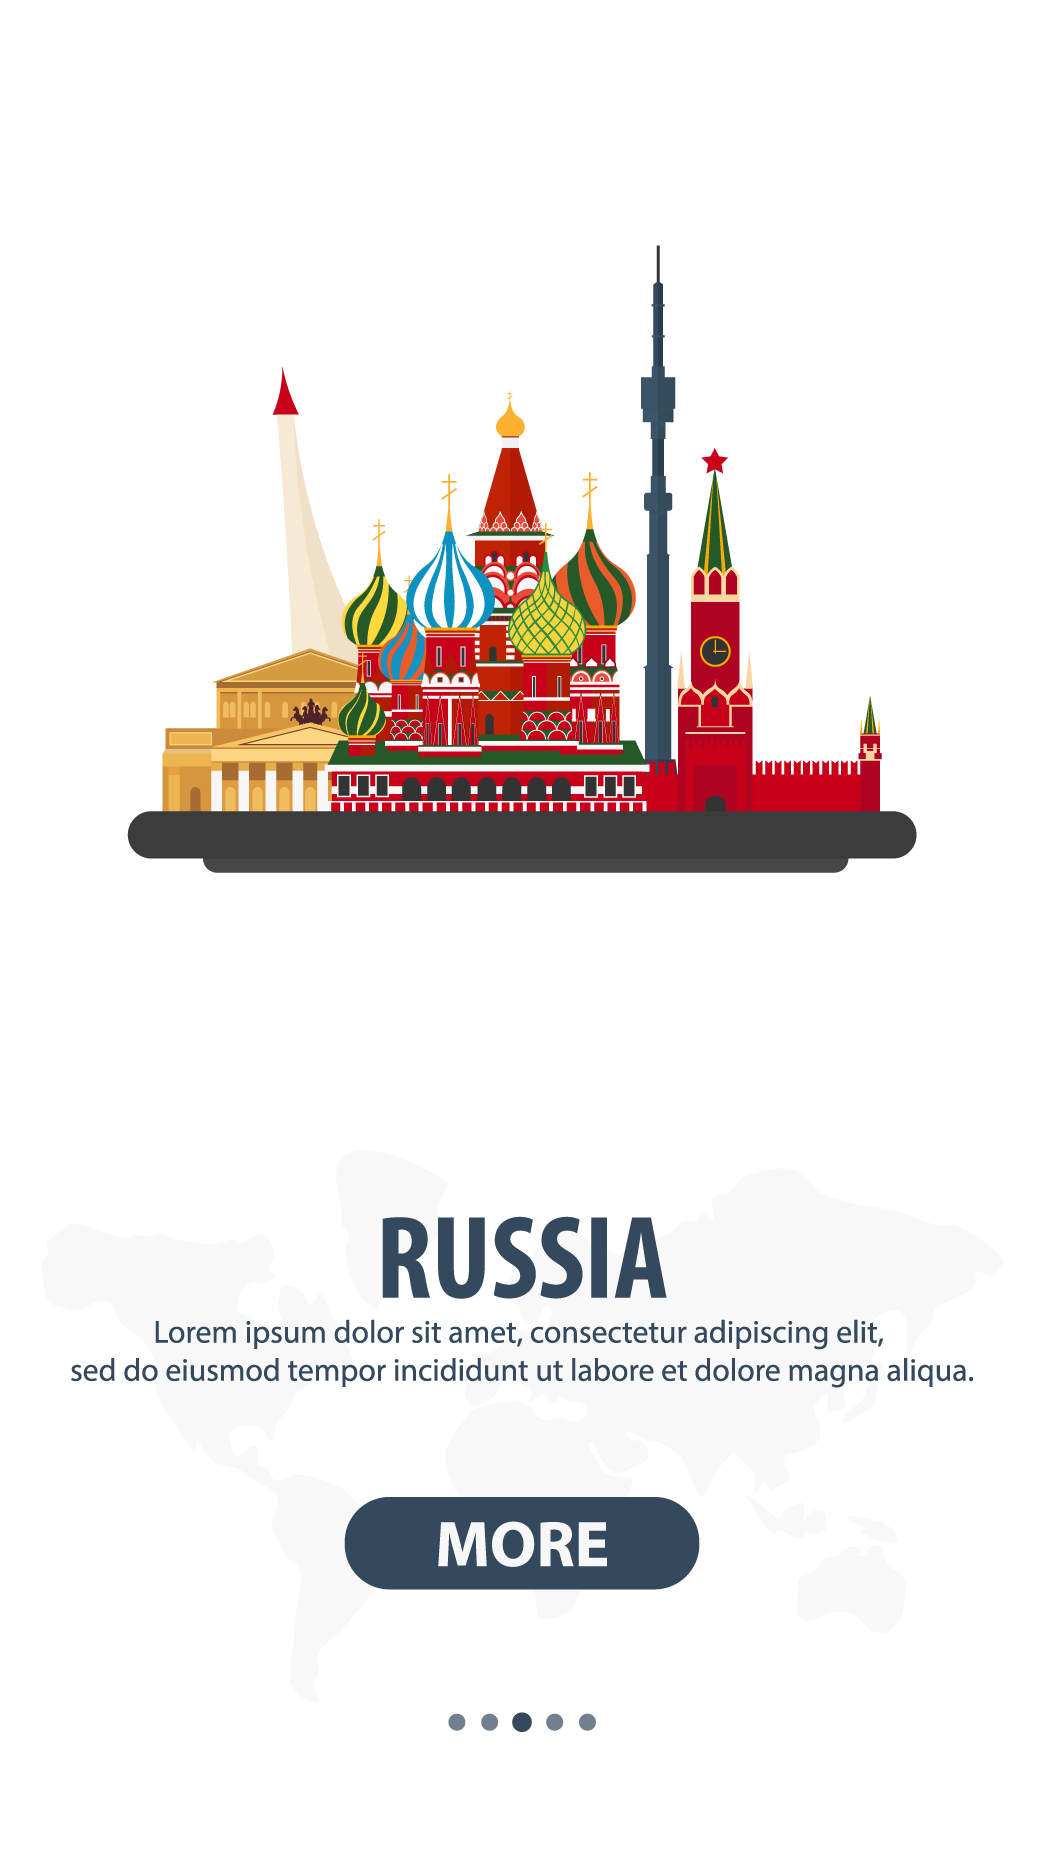 RUSSIA
Lorem ipsum dolor sit amet, consectetur adipiscing elit,
sed do eiusmod tempor incididunt ut labore et dolore magna aliqua.
MORE